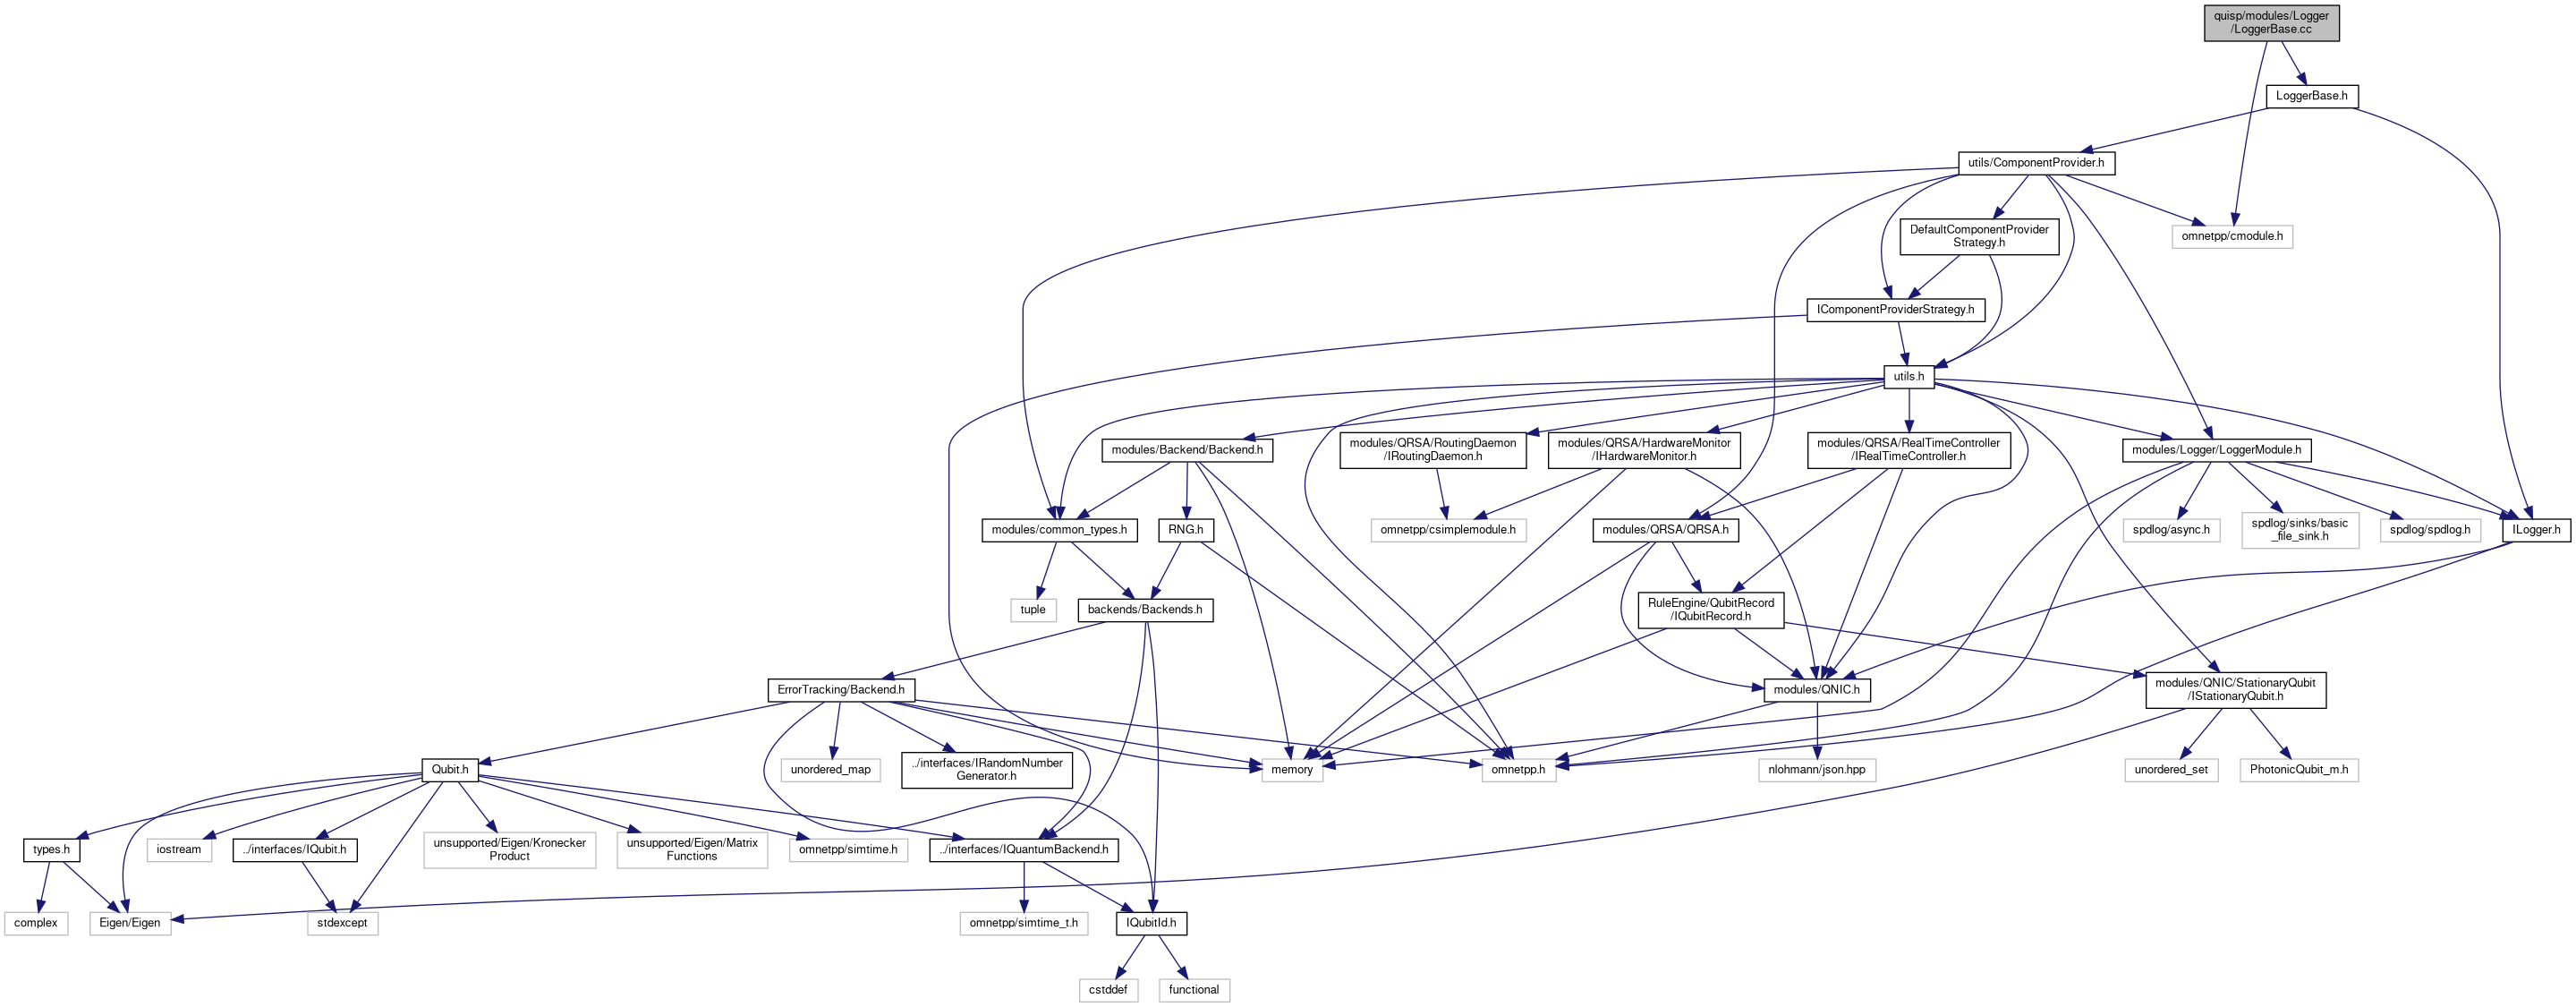 quisp/modules/Logger
/LoggerBase.cc
LoggerBase.h
utils/ComponentProvider.h
DefaultComponentProvider
Strategy.h
omnetpp/cmodule.h
IComponentProviderStrategy.h
utils.h
modules/Backend/Backend.h
modules/QRSA/RoutingDaemon
/IRoutingDaemon.h
modules/QRSA/HardwareMonitor
/IHardwareMonitor.h
modules/QRSA/RealTimeController
/IRealTimeController.h
modules/Logger/LoggerModule.h
modules/common_types.h
RNG.h
omnetpp/csimplemodule.h
modules/QRSA/QRSA.h
spdlog/async.h
spdlog/sinks/basic
_file_sink.h
spdlog/spdlog.h
ILogger.h
tuple
backends/Backends.h
RuleEngine/QubitRecord
/IQubitRecord.h
ErrorTracking/Backend.h
modules/QNIC.h
modules/QNIC/StationaryQubit
/IStationaryQubit.h
Qubit.h
unordered_map
../interfaces/IRandomNumber
Generator.h
memory
omnetpp.h
nlohmann/json.hpp
unordered_set
PhotonicQubit_m.h
types.h
iostream
../interfaces/IQubit.h
unsupported/Eigen/Kronecker
Product
unsupported/Eigen/Matrix
Functions
omnetpp/simtime.h
../interfaces/IQuantumBackend.h
complex
Eigen/Eigen
stdexcept
omnetpp/simtime_t.h
IQubitId.h
cstddef
functional